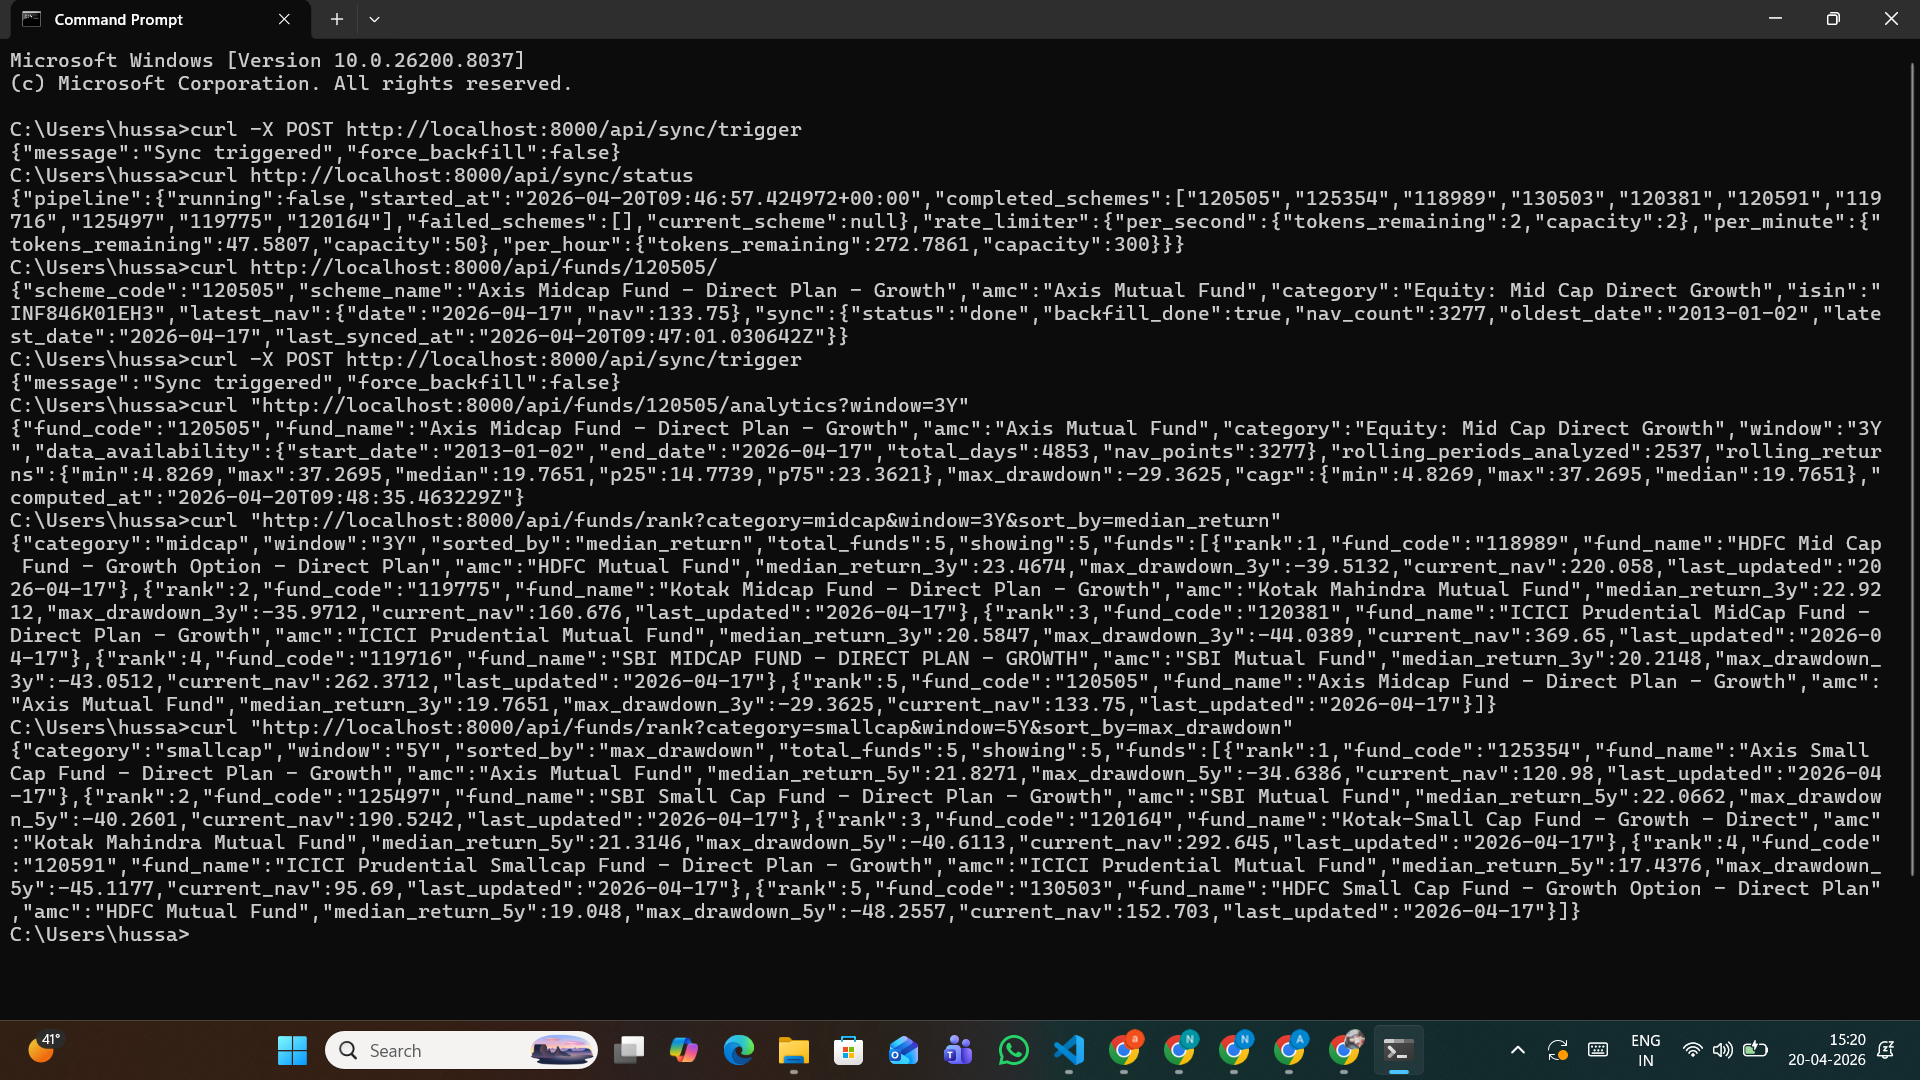 Command Prompt
Microsoft Windows [Version 10.0.26200.8037]
(c) Microsoft Corporation. All rights reserved.
C:\Users\hussa>curl -X POST http://localhost:8000/api/sync/trigger
{"message":"Sync triggered","force_backfill":false}
C:\Users\hussa>curl http://localhost:8000/api/sync/status
{"pipeline":{"running":false,"started_at":"2026-04-20T09:46:57.424972+00:00","completed_schemes":["120505","125354","118989","130503","120381","120591","119
716","125497","119775","120164"],"failed_schemes":[],"current_scheme":null},"rate_limiter":{"per_second":{"tokens_remaining":2,"capacity":2},"per_minute":{"
tokens_remaining":47.5807,"capacity":50},"per_hour":{"tokens_remaining":272.7861,"capacity":300}}}
C:\Users\hussa>curl http://localhost:8000/api/funds/120505/
{"scheme_code":"120505","scheme_name":"Axis Midcap Fund - Direct Plan - Growth","amc":"Axis Mutual Fund","category":"Equity: Mid Cap Direct Growth","isin":"
INF846K01EH3","latest_nav":{"date":"2026-04-17","nav":133.75},"sync":{"status":"done","backfill_done":true,"nav_count":3277,"oldest_date":"2013-01-02","late
st_date":"2026-04-17","last_synced_at":"2026-04-20T09:47:01.030642Z"}}
C:\Users\hussa>curl -X POST http://localhost:8000/api/sync/trigger
{"message":"Sync triggered","force_backfill":false}
C:\Users\hussa>curl "http://localhost:8000/api/funds/120505/analytics?window=3Y"
{"fund_code":"120505","fund_name":"Axis Midcap Fund - Direct Plan - Growth","amc":"Axis Mutual Fund","category":"Equity: Mid Cap Direct Growth","window":"3Y
","data_availability":{"start_date":"2013-01-02","end_date":"2026-04-17","total_days":4853,"nav_points":3277},"rolling_periods_analyzed":2537,"rolling_retur
ns":{"min":4.8269,"max":37.2695,"median":19.7651,"p25":14.7739,"p75":23.3621},"max_drawdown":-29.3625,"cagr":{"min":4.8269,"max":37.2695,"median":19.7651},"
computed_at":"2026-04-20T09:48:35.463229Z"}
C:\Users\hussa>curl "http://localhost:8000/api/funds/rank?category=midcap&window=3Y&sort_by=median_return"
{"category":"midcap","window":"3Y","sorted_by":"median_return","total_funds":5,"showing":5,"funds":[{"rank":1,"fund_code":"118989","fund_name":"HDFC Mid Cap
 Fund - Growth Option - Direct Plan","amc":"HDFC Mutual Fund","median_return_3y":23.4674,"max_drawdown_3y":-39.5132,"current_nav":220.058,"last_updated":"20
26-04-17"},{"rank":2,"fund_code":"119775","fund_name":"Kotak Midcap Fund - Direct Plan - Growth","amc":"Kotak Mahindra Mutual Fund","median_return_3y":22.92
12,"max_drawdown_3y":-35.9712,"current_nav":160.676,"last_updated":"2026-04-17"},{"rank":3,"fund_code":"120381","fund_name":"ICICI Prudential MidCap Fund -
Direct Plan - Growth","amc":"ICICI Prudential Mutual Fund","median_return_3y":20.5847,"max_drawdown_3y":-44.0389,"current_nav":369.65,"last_updated":"2026-0
4-17"},{"rank":4,"fund_code":"119716","fund_name":"SBI MIDCAP FUND - DIRECT PLAN - GROWTH","amc":"SBI Mutual Fund","median_return_3y":20.2148,"max_drawdown_
3y":-43.0512,"current_nav":262.3712,"last_updated":"2026-04-17"},{"rank":5,"fund_code":"120505","fund_name":"Axis Midcap Fund - Direct Plan - Growth","amc":
"Axis Mutual Fund","median_return_3y":19.7651,"max_drawdown_3y":-29.3625,"current_nav":133.75,"last_updated":"2026-04-17"}]}
C:\Users\hussa>curl "http://localhost:8000/api/funds/rank?category=smallcap&window=5Y&sort_by=max_drawdown"
{"category":"smallcap","window":"5Y","sorted_by":"max_drawdown","total_funds":5,"showing":5,"funds":[{"rank":1,"fund_code":"125354","fund_name":"Axis Small
Cap Fund - Direct Plan - Growth","amc":"Axis Mutual Fund","median_return_5y":21.8271,"max_drawdown_5y":-34.6386,"current_nav":120.98,"last_updated":"2026-04
-17"},{"rank":2,"fund_code":"125497","fund_name":"SBI Small Cap Fund - Direct Plan - Growth","amc":"SBI Mutual Fund","median_return_5y":22.0662,"max_drawdow
n_5y":-40.2601,"current_nav":190.5242,"last_updated":"2026-04-17"},{"rank":3,"fund_code":"120164","fund_name":"Kotak-Small Cap Fund - Growth - Direct","amc"
:"Kotak Mahindra Mutual Fund","median_return_5y":21.3146,"max_drawdown_5y":-40.6113,"current_nav":292.645,"last_updated":"2026-04-17"},{"rank":4,"fund_code"
:"120591","fund_name":"ICICI Prudential Smallcap Fund - Direct Plan - Growth","amc":"ICICI Prudential Mutual Fund","median_return_5y":17.4376,"max_drawdown_
5y":-45.1177,"current_nav":95.69,"last_updated":"2026-04-17"},{"rank":5,"fund_code":"130503","fund_name":"HDFC Small Cap Fund - Growth Option - Direct Plan"
,"amc":"HDFC Mutual Fund","median_return_5y":19.048,"max_drawdown_5y":-48.2557,"current_nav":152.703,"last_updated":"2026-04-17"}]}
C:\Users\hussa>
41°
Search
a
N
N
A
ENG
IN
15:20
20-04-2026